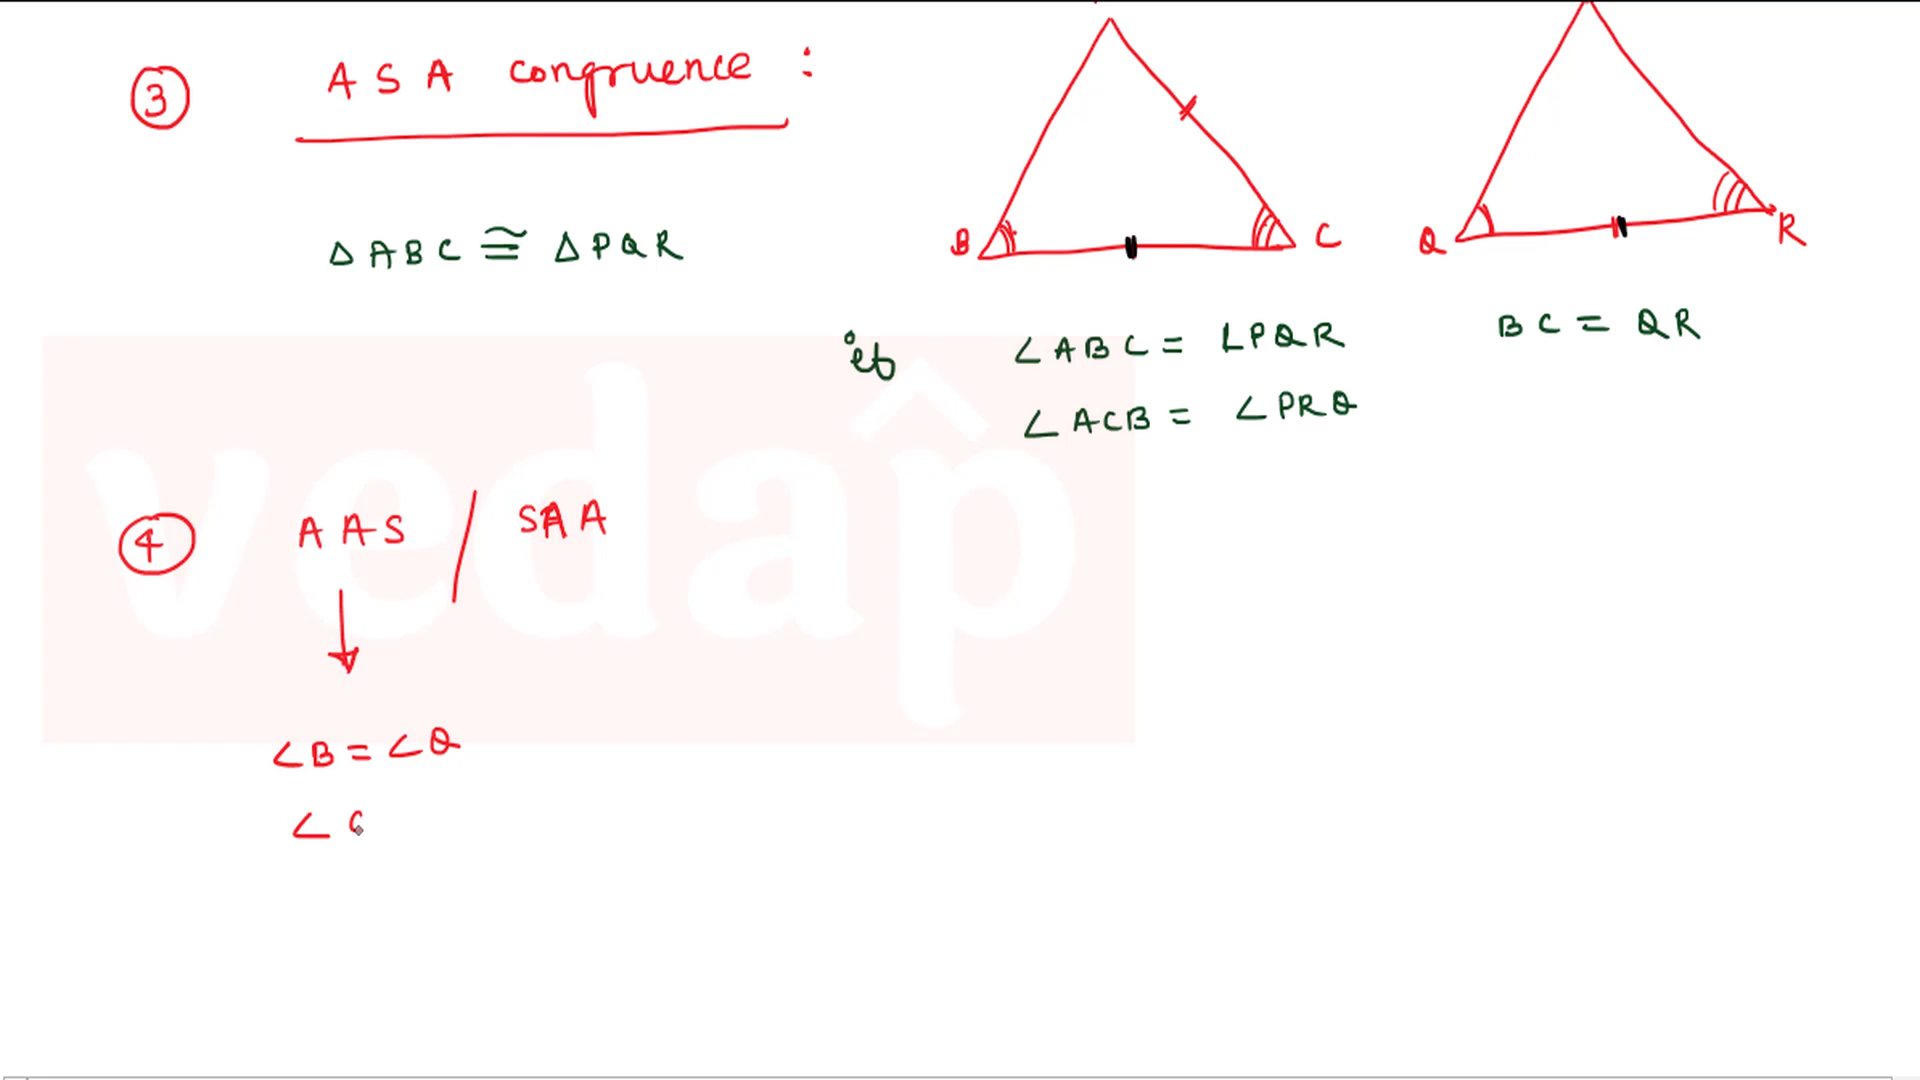 ③ ASA congruence :
B C Q R
△ABC ≅ △PQR
if ∠ABC = ∠PQR BC = QR
∠ACB = ∠PRQ
④ AAS / SAA
∠B = ∠Q
∠
vedap̂